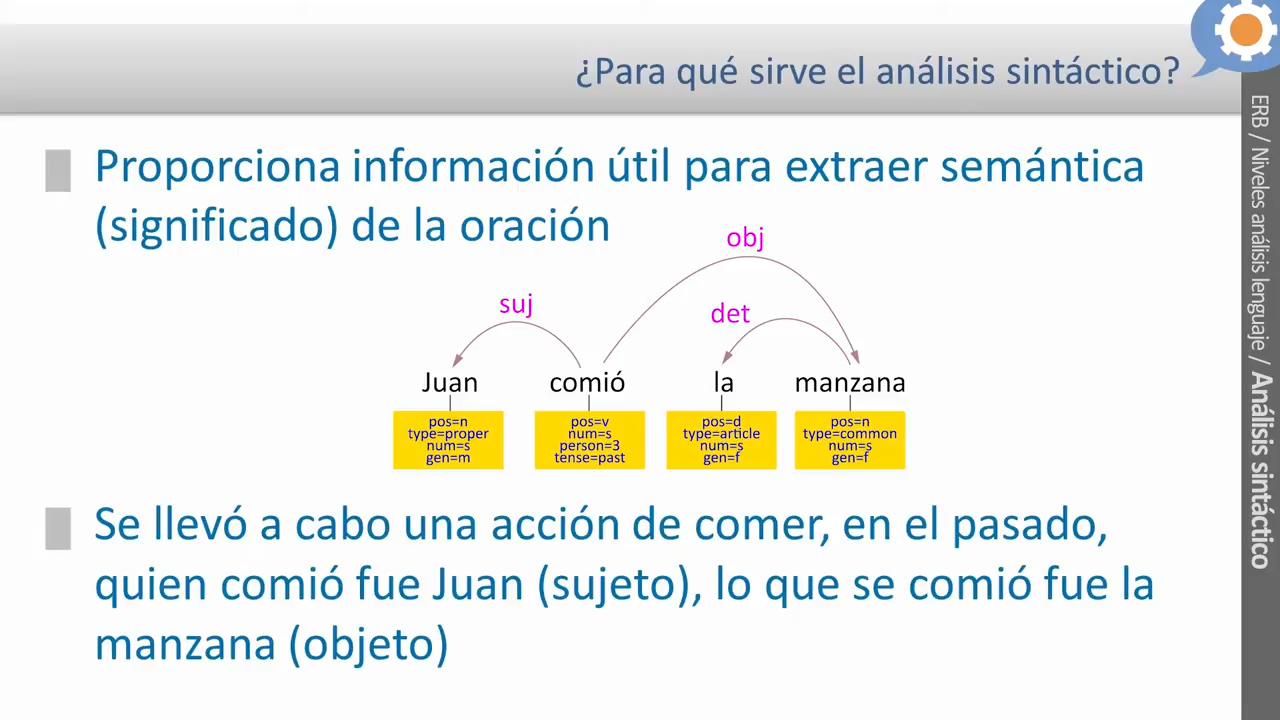 ¿Para qué sirve el análisis sintáctico?
Proporciona información útil para extraer semántica
(significado) de la oración
obj
suj
det
Juan comió la manzana
pos=n
type=proper
num=s
gen=m
pos=v
num=s
person=3
tense=past
pos=d
type=article
num=s
gen=f
pos=n
type=common
num=s
gen=f
Se llevó a cabo una acción de comer, en el pasado,
quien comió fue Juan (sujeto), lo que se comió fue la
manzana (objeto)
ERB / Niveles análisis lenguaje / Análisis sintáctico